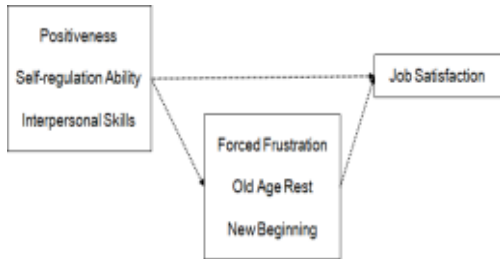 Positiveness
Self-regulation Ability
Interpersonal Skills
Job Satisfaction
Forced Frustration
Old Age Rest
New Beginning